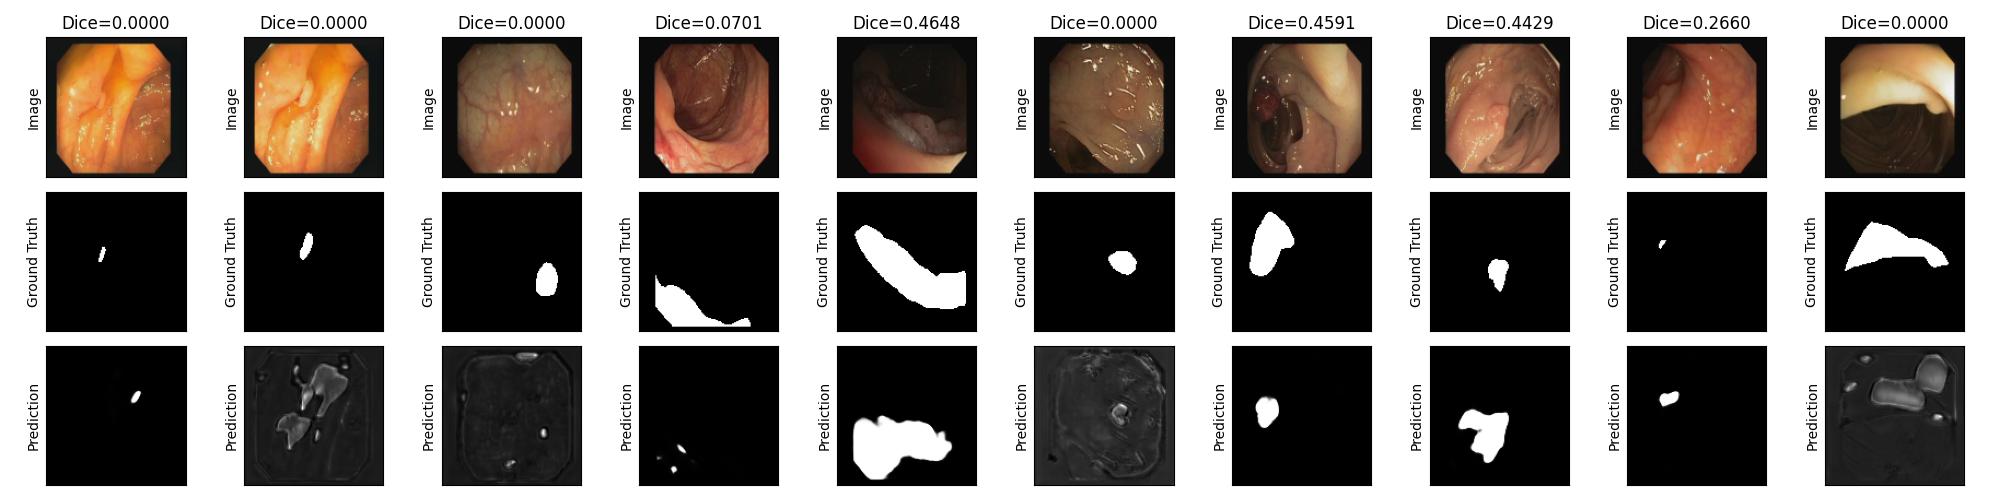 Dice=0.0000 Dice=0.0000 Dice=0.0000 Dice=0.0701 Dice=0.4648 Dice=0.0000 Dice=0.4591 Dice=0.4429 Dice=0.2660 Dice=0.0000
Image Image Image Image Image Image Image Image Image Image
Ground Truth Ground Truth Ground Truth Ground Truth Ground Truth Ground Truth Ground Truth Ground Truth Ground Truth Ground Truth
Prediction Prediction Prediction Prediction Prediction Prediction Prediction Prediction Prediction Prediction